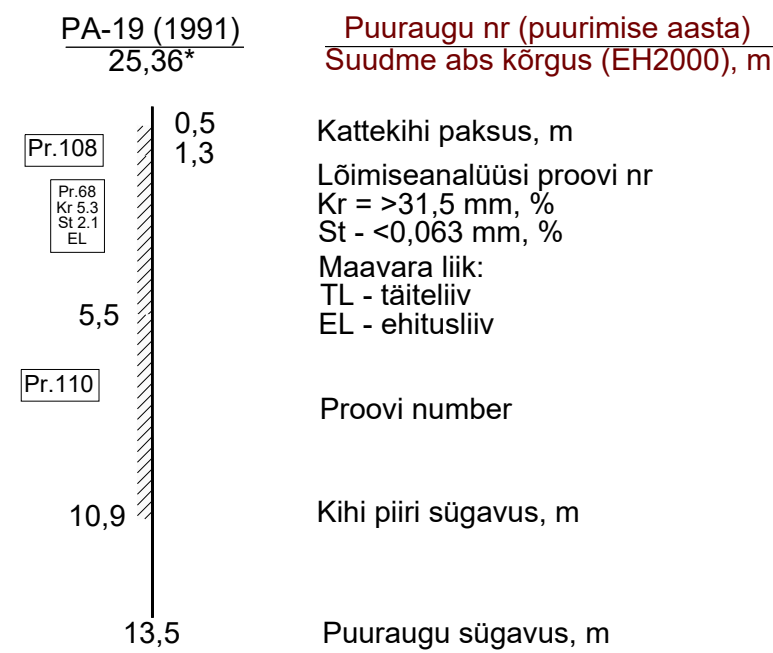 PA-19 (1991)
25,36*
Puuraugu nr (puurimise aasta)
Suudme abs kõrgus (EH2000), m
0,5
Kattekihi paksus, m
Pr.108
1,3
Lõimiseanalüüsi proovi nr
Kr = >31,5 mm, %
St - <0,063 mm, %
Pr.68
Kr 5.3
St 2.1
EL
Maavara liik:
TL - täiteliiv
EL - ehitusliiv
5,5
Pr.110
Proovi number
10,9
Kihi piiri sügavus, m
13,5
Puuraugu sügavus, m